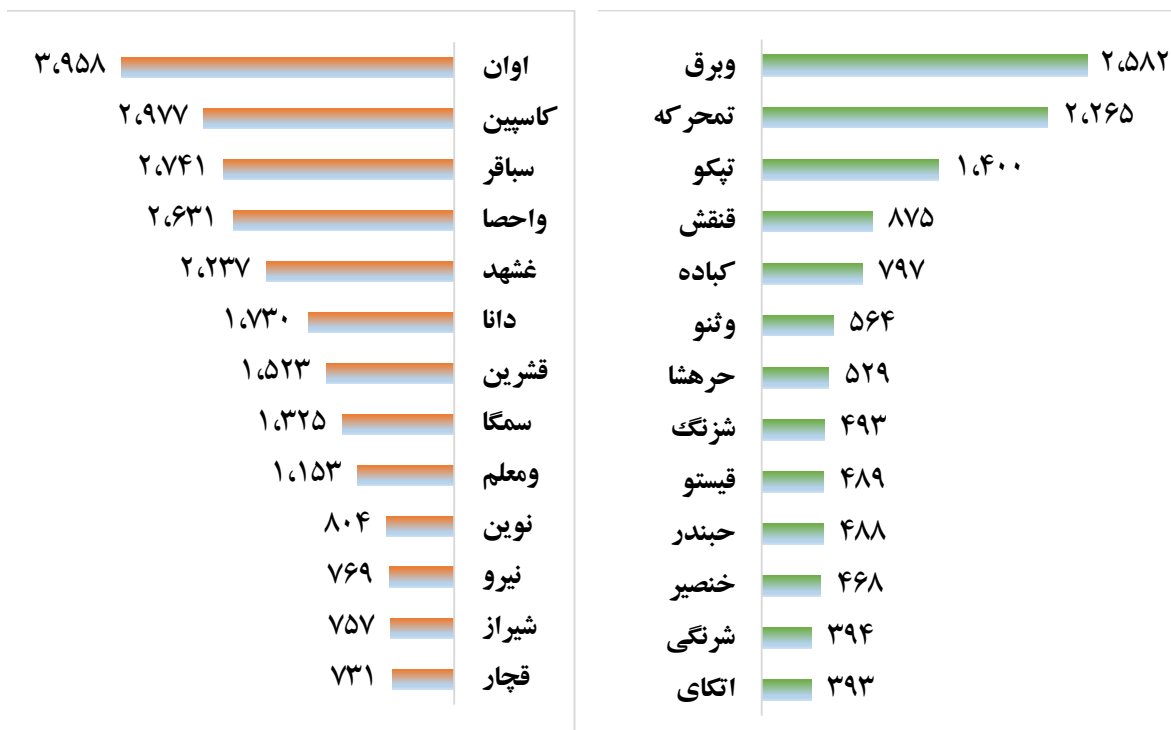 وبرق ۲،۵۸۲
تمحرکه ۲،۲۶۵
تپکو ۱،۴۰۰
قنقش ۸۷۵
کباده ۷۹۷
وثنو ۵۶۴
حرهشا ۵۲۹
شزنگ ۴۹۳
قیستو ۴۸۹
حبندر ۴۸۸
خنصیر ۴۶۸
شرنگی ۳۹۴
اتکای ۳۹۳
اوان ۳،۹۵۸
کاسپین ۲،۹۷۷
سباقر ۲،۷۴۱
واحصا ۲،۶۳۱
غشهد ۲،۲۳۷
دانا ۱،۷۳۰
قشرین ۱،۵۲۳
سمگا ۱،۳۲۵
ومعلم ۱،۱۵۳
نوین ۸۰۴
نیرو ۷۶۹
شیراز ۷۵۷
قچار ۷۳۱